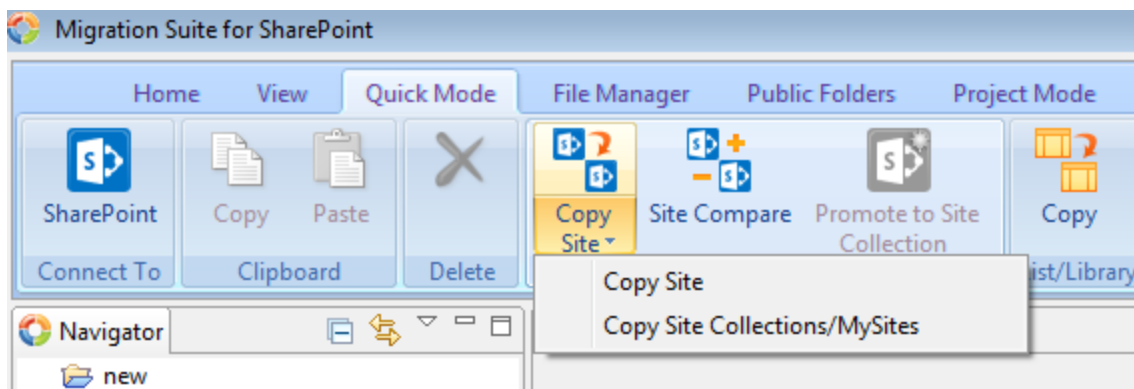 Migration Suite for SharePoint
Home View Quick Mode File Manager Public Folders Project Mode
SharePoint Copy Paste Copy Site Compare Promote to Site Copy
Site Collection
Connect To Clipboard Delete ist/Library
Copy Site
Copy Site Collections/MySites
Navigator
new